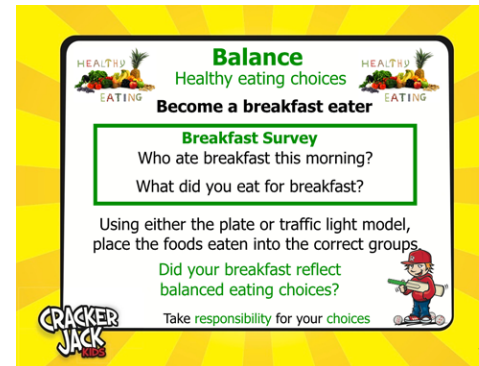 Balance
Healthy eating choices
HEALTHY
EATING
HEALTHY
EATING
Become a breakfast eater
Breakfast Survey
Who ate breakfast this morning?
What did you eat for breakfast?
Using either the plate or traffic light model,
place the foods eaten into the correct groups
Did your breakfast reflect
balanced eating choices?
Take responsibility for your choices
CRACKER
JACK
KIDS